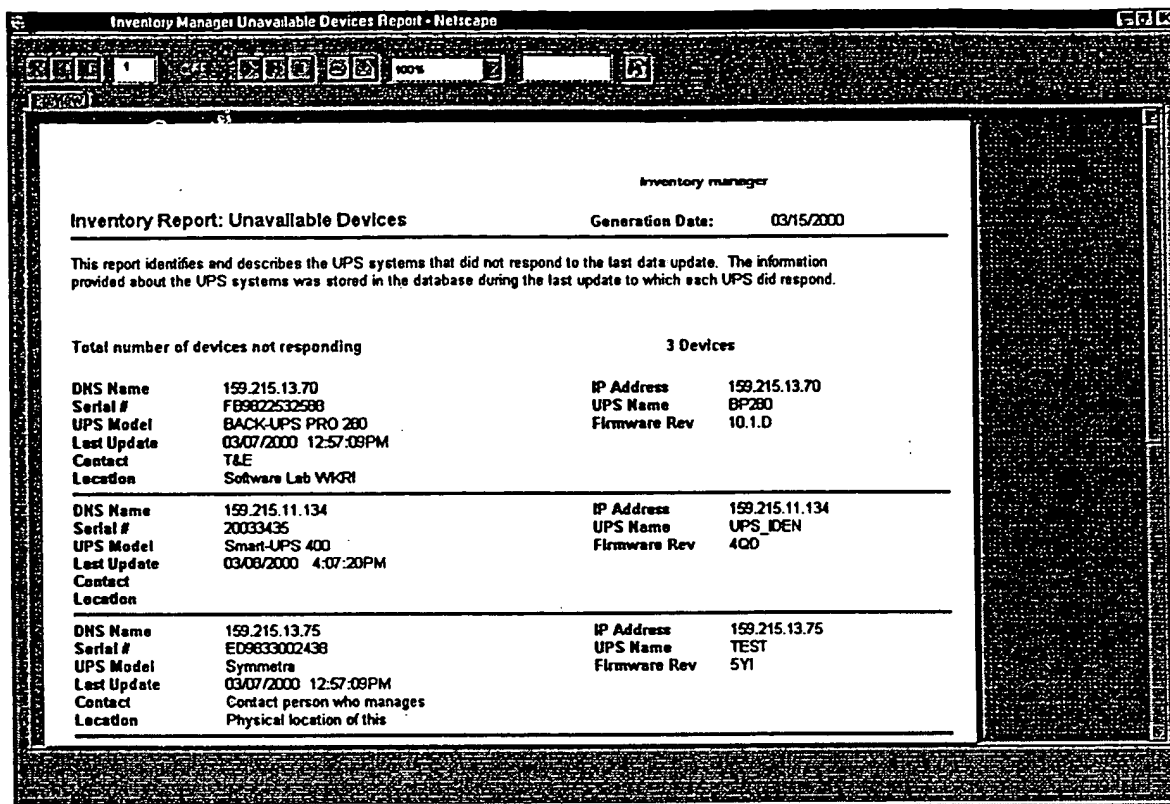 Inventory Manager Unavailable Devices Report - Netscape
1
100%
Preview
Inventory manager
Inventory Report: Unavailable Devices Generation Date: 03/15/2000
This report identifies and describes the UPS systems that did not respond to the last data update. The information
provided about the UPS systems was stored in the database during the last update to which each UPS did respond.
Total number of devices not responding 3 Devices
DNS Name 159.215.13.70 IP Address 159.215.13.70
Serial # FB9822532588 UPS Name BP280
UPS Model BACK-UPS PRO 280 Firmware Rev 10.1.D
Last Update 03/07/2000 12:57:09PM
Contact T&E
Location Software Lab WKRI
DNS Name 159.215.11.134 IP Address 159.215.11.134
Serial # 20033435 UPS Name UPS_IDEN
UPS Model Smart-UPS 400 Firmware Rev 4QD
Last Update 03/08/2000 4:07:20PM
Contact
Location
DNS Name 159.215.13.75 IP Address 159.215.13.75
Serial # ED9833002438 UPS Name TEST
UPS Model Symmetra Firmware Rev 5YI
Last Update 03/07/2000 12:57:09PM
Contact Contact person who manages
Location Physical location of this